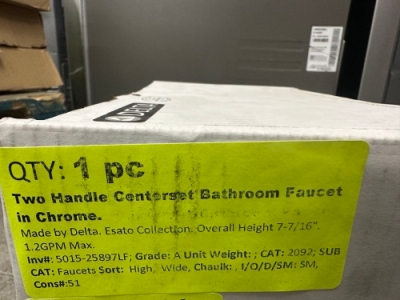 DELTA
QTY: 1 pc
Two Handle Centerset Bathroom Faucet
in Chrome.
Made by Delta. Esato Collection. Overall Height 7-7/16".
1.2GPM Max.
Inv#: 5015-25897LF; Grade: A Unit Weight: ; CAT: 2092; SUB
CAT: Faucets Sort: High, Wide, Chaulk: , I/O/D/SM: SM,
Cons#:51